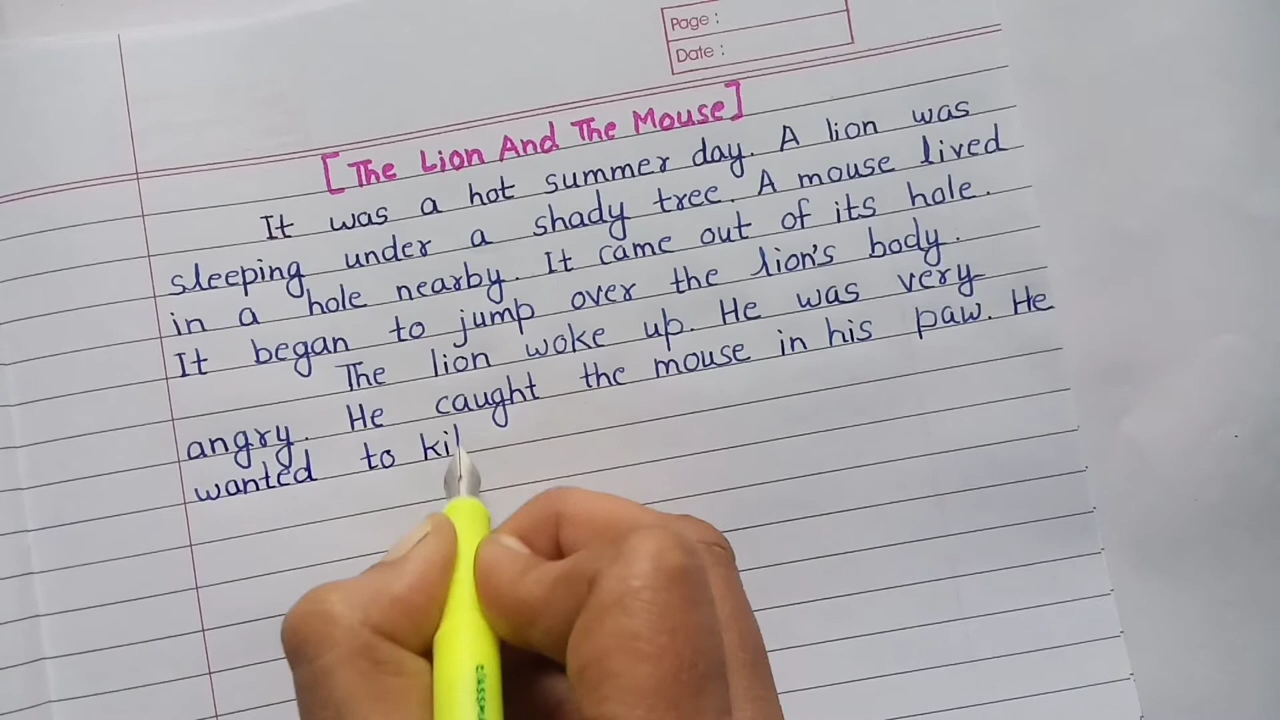 Page :
Date :
[The Lion And The Mouse]
It was a hot summer day. A lion was
sleeping under a shady tree. A mouse lived
in a hole nearby. It came out of its hole.
It began to jump over the lion's body.
The lion woke up. He was very
angry. He caught the mouse in his paw. He
wanted to kil